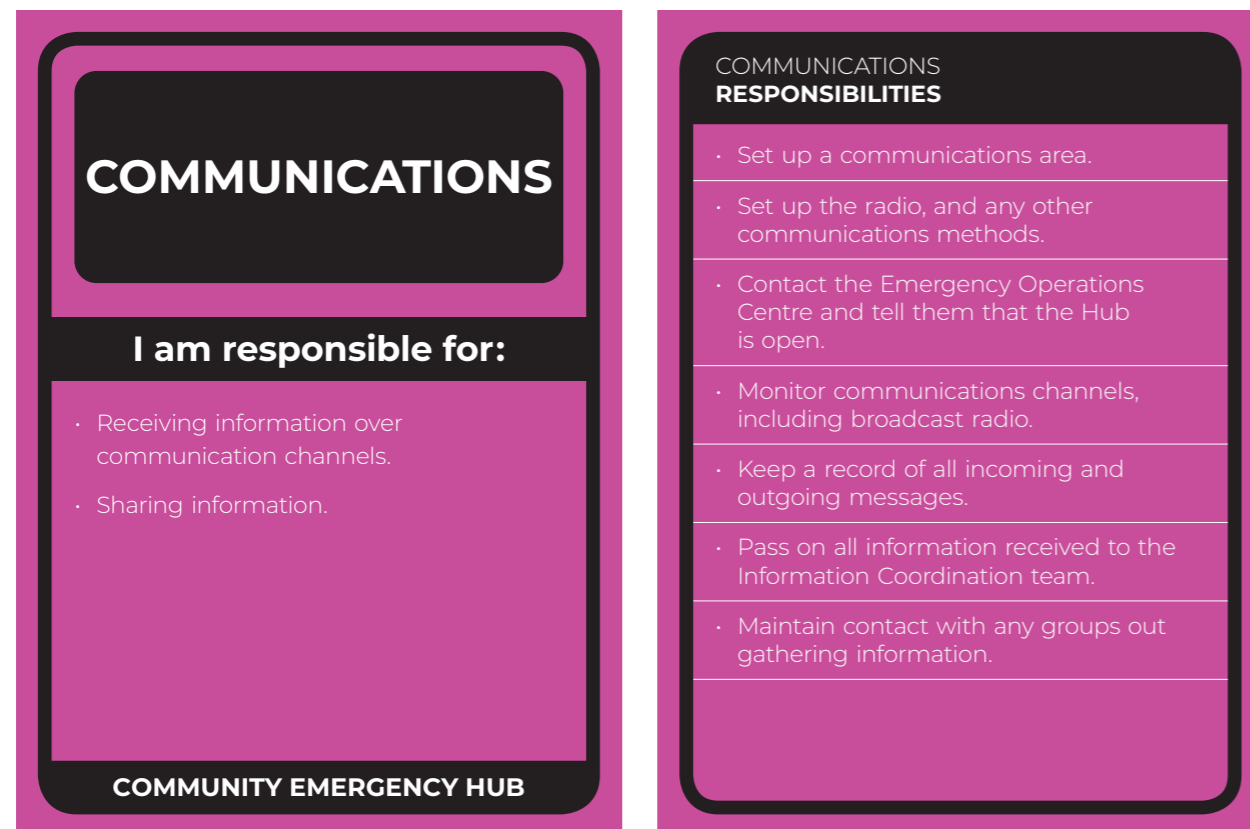 COMMUNICATIONS
I am responsible for:
· Receiving information over
communication channels.
· Sharing information.
COMMUNITY EMERGENCY HUB
COMMUNICATIONS
RESPONSIBILITIES
· Set up a communications area.
· Set up the radio, and any other
communications methods.
· Contact the Emergency Operations
Centre and tell them that the Hub
is open.
· Monitor communications channels,
including broadcast radio.
· Keep a record of all incoming and
outgoing messages.
· Pass on all information received to the
Information Coordination team.
· Maintain contact with any groups out
gathering information.